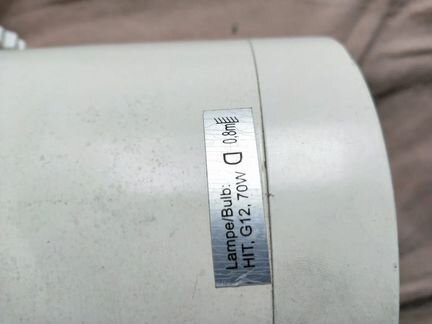 Lampe/Bulb:
HIT, G12, 70W
0.8m